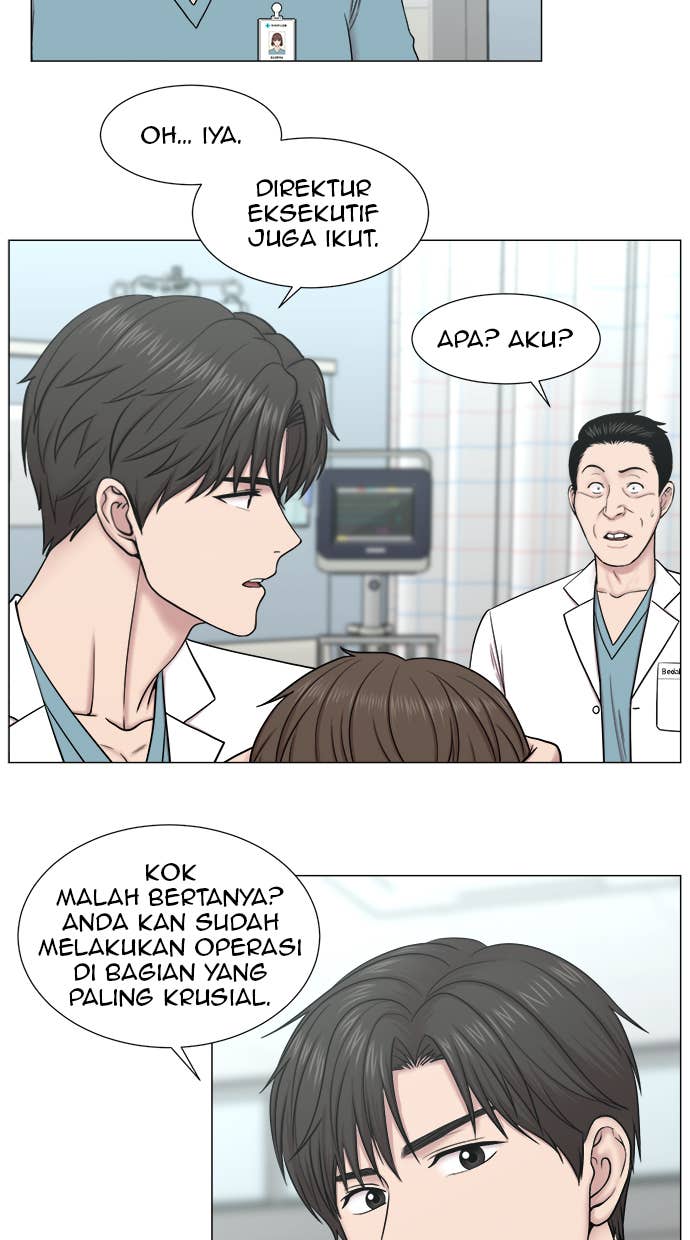 OH... IYA.
DIREKTUR
EKSEKUTIF
JUGA IKUT.
APA? AKU?
KOK
MALAH BERTANYA?
ANDA KAN SUDAH
MELAKUKAN OPERASI
DI BAGIAN YANG
PALING KRUSIAL.